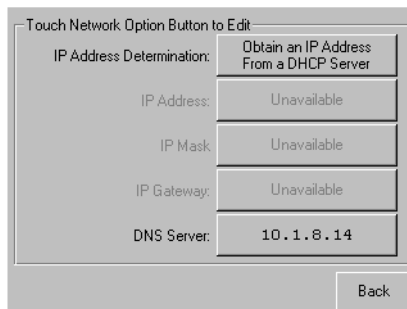 Touch Network Option Button to Edit
IP Address Determination:
Obtain an IP Address
From a DHCP Server
IP Address:
Unavailable
IP Mask
Unavailable
IP Gateway:
Unavailable
DNS Server:
10.1.8.14
Back